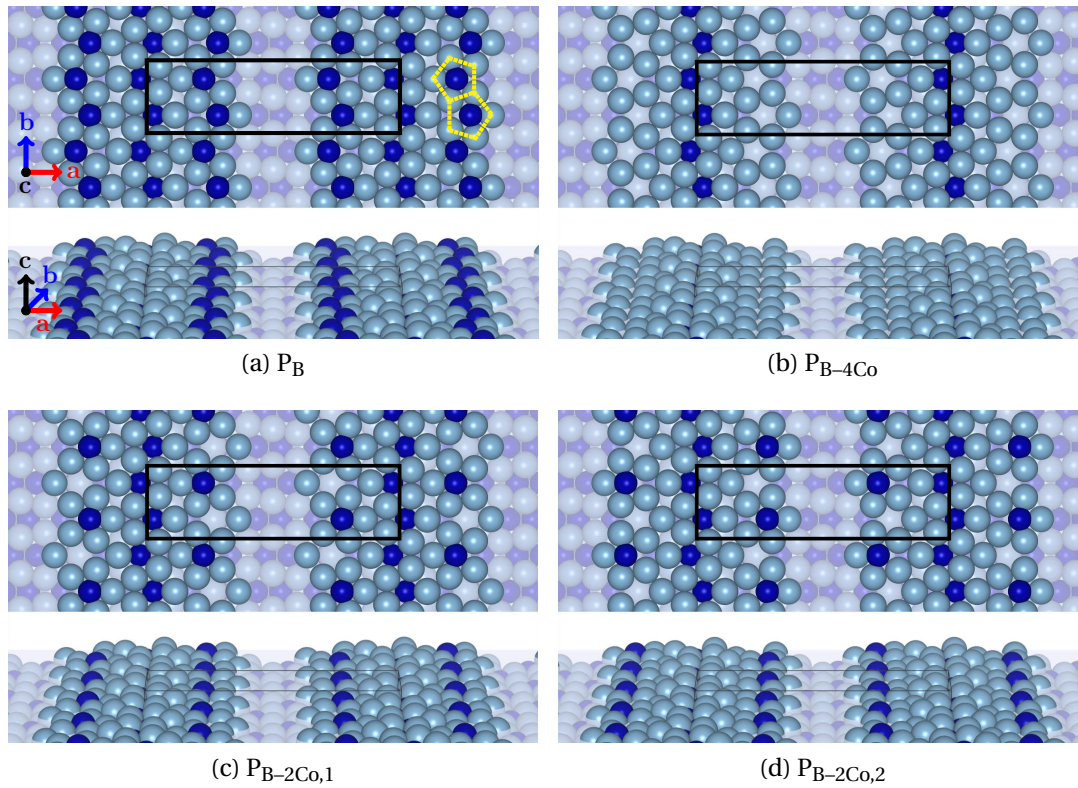 b
a
c
c
b
a
(a) P_B
(b) P_B–4Co
(c) P_B–2Co,1
(d) P_B–2Co,2